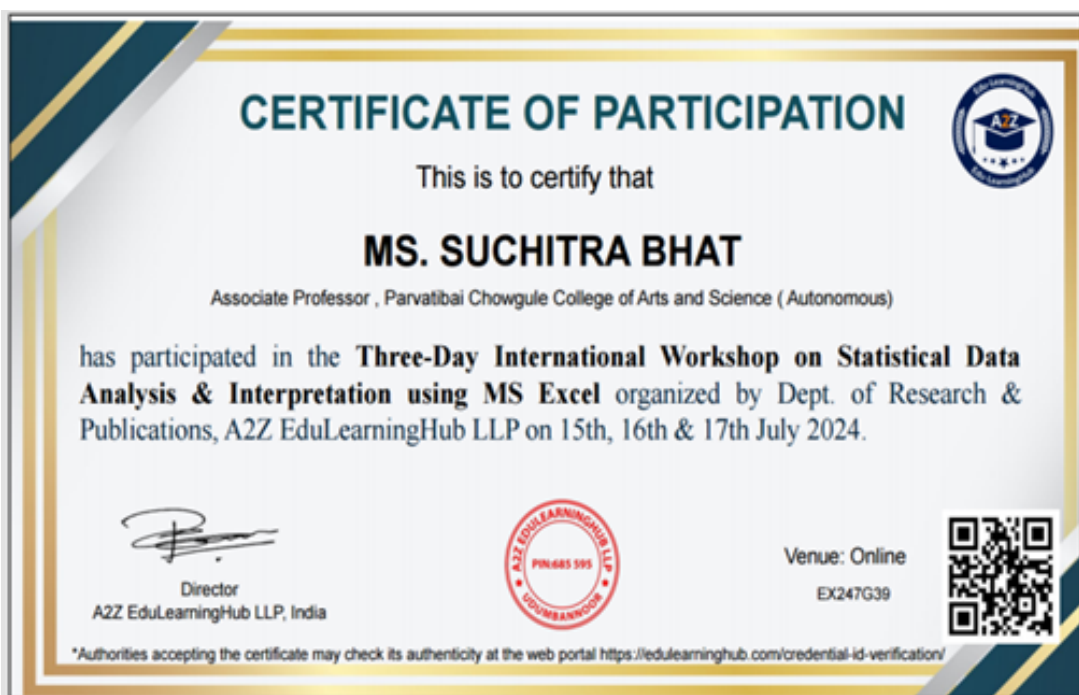 CERTIFICATE OF PARTICIPATION
Edu-LearningHub
A2Z
Edu-LearningHub
This is to certify that
MS. SUCHITRA BHAT
Associate Professor , Parvatibai Chowgule College of Arts and Science ( Autonomous)
has participated in the Three-Day International Workshop on Statistical Data
Analysis & Interpretation using MS Excel organized by Dept. of Research &
Publications, A2Z EduLearningHub LLP on 15th, 16th & 17th July 2024.
Director
A2Z EduLearningHub LLP, India
A2Z EDULEARNINGHUB LLP
PIN:685 595
UDUMBANNOOR
Venue: Online
EX247G39
*Authorities accepting the certificate may check its authenticity at the web portal https://edulearninghub.com/credential-id-verification/